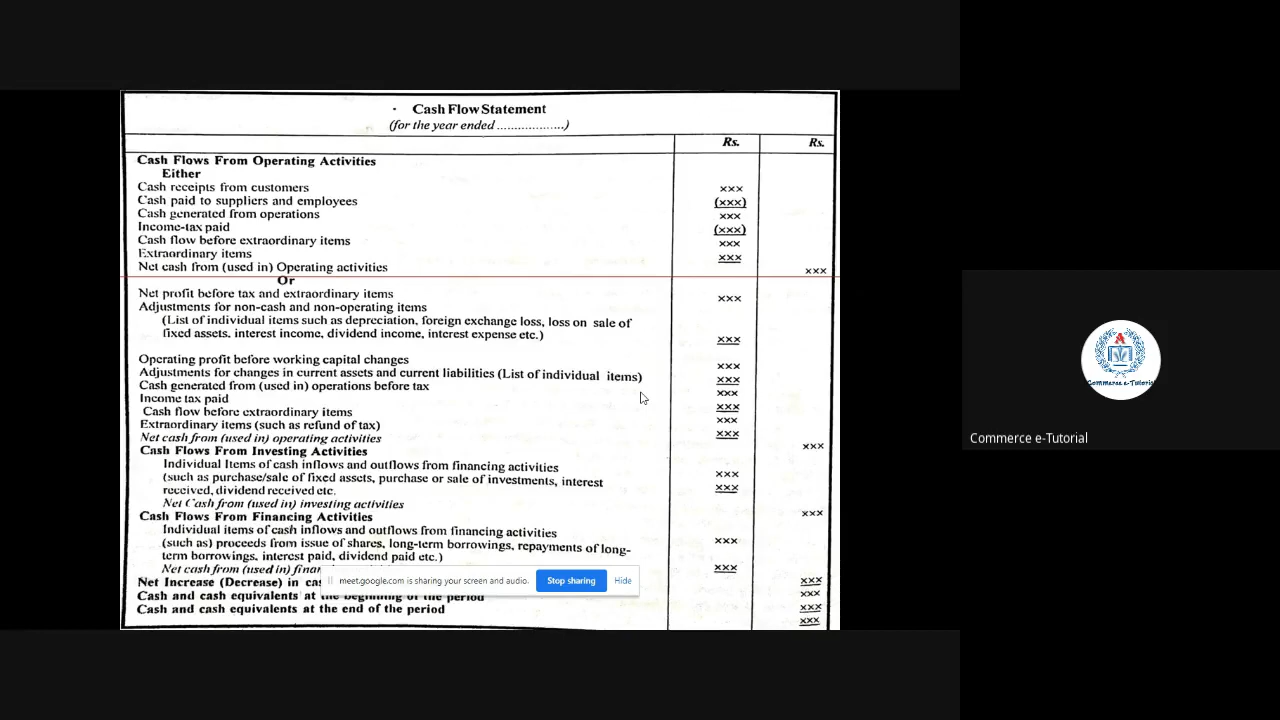 Cash Flow Statement
(for the year ended ..................)
Rs. Rs.
Cash Flows From Operating Activities
Either
Cash receipts from customers xxx
Cash paid to suppliers and employees (xxx)
Cash generated from operations xxx
Income-tax paid (xxx)
Cash flow before extraordinary items xxx
Extraordinary items xxx
Net cash from (used in) Operating activities xxx
Or
Net profit before tax and extraordinary items xxx
Adjustments for non-cash and non-operating items
(List of individual items such as depreciation, foreign exchange loss, loss on sale of
fixed assets. interest income, dividend income, interest expense etc.) xxx
Operating profit before working capital changes xxx
Adjustments for changes in current assets and current liabilities (List of individual items) xxx
Cash generated from (used in) operations before tax xxx
Income tax paid xxx
Cash flow before extraordinary items xxx
Extraordinary items (such as refund of tax) xxx
Net cash from (used in) operating activities xxx
Cash Flows From Investing Activities
Individual Items of cash inflows and outflows from financing activities
(such as purchase/sale of fixed assets, purchase or sale of investments, interest xxx
received, dividend received etc. xxx
Net Cash from (used in) investing activities xxx
Cash Flows From Financing Activities
Individual items of cash inflows and outflows from financing activities
(such as) proceeds from issue of shares, long-term borrowings, repayments of long- xxx
term borrowings, interest paid, dividend paid etc.)
Net cash from (used in) xxx
Net Increase (Decrease) in xxx
Cash and cash equivalents at the beginning of the period xxx
Cash and cash equivalents at the end of the period xxx
xxx
meet.google.com is sharing your screen and audio. Stop sharing Hide
Commerce e-Tutorial
Commerce e-Tutorial